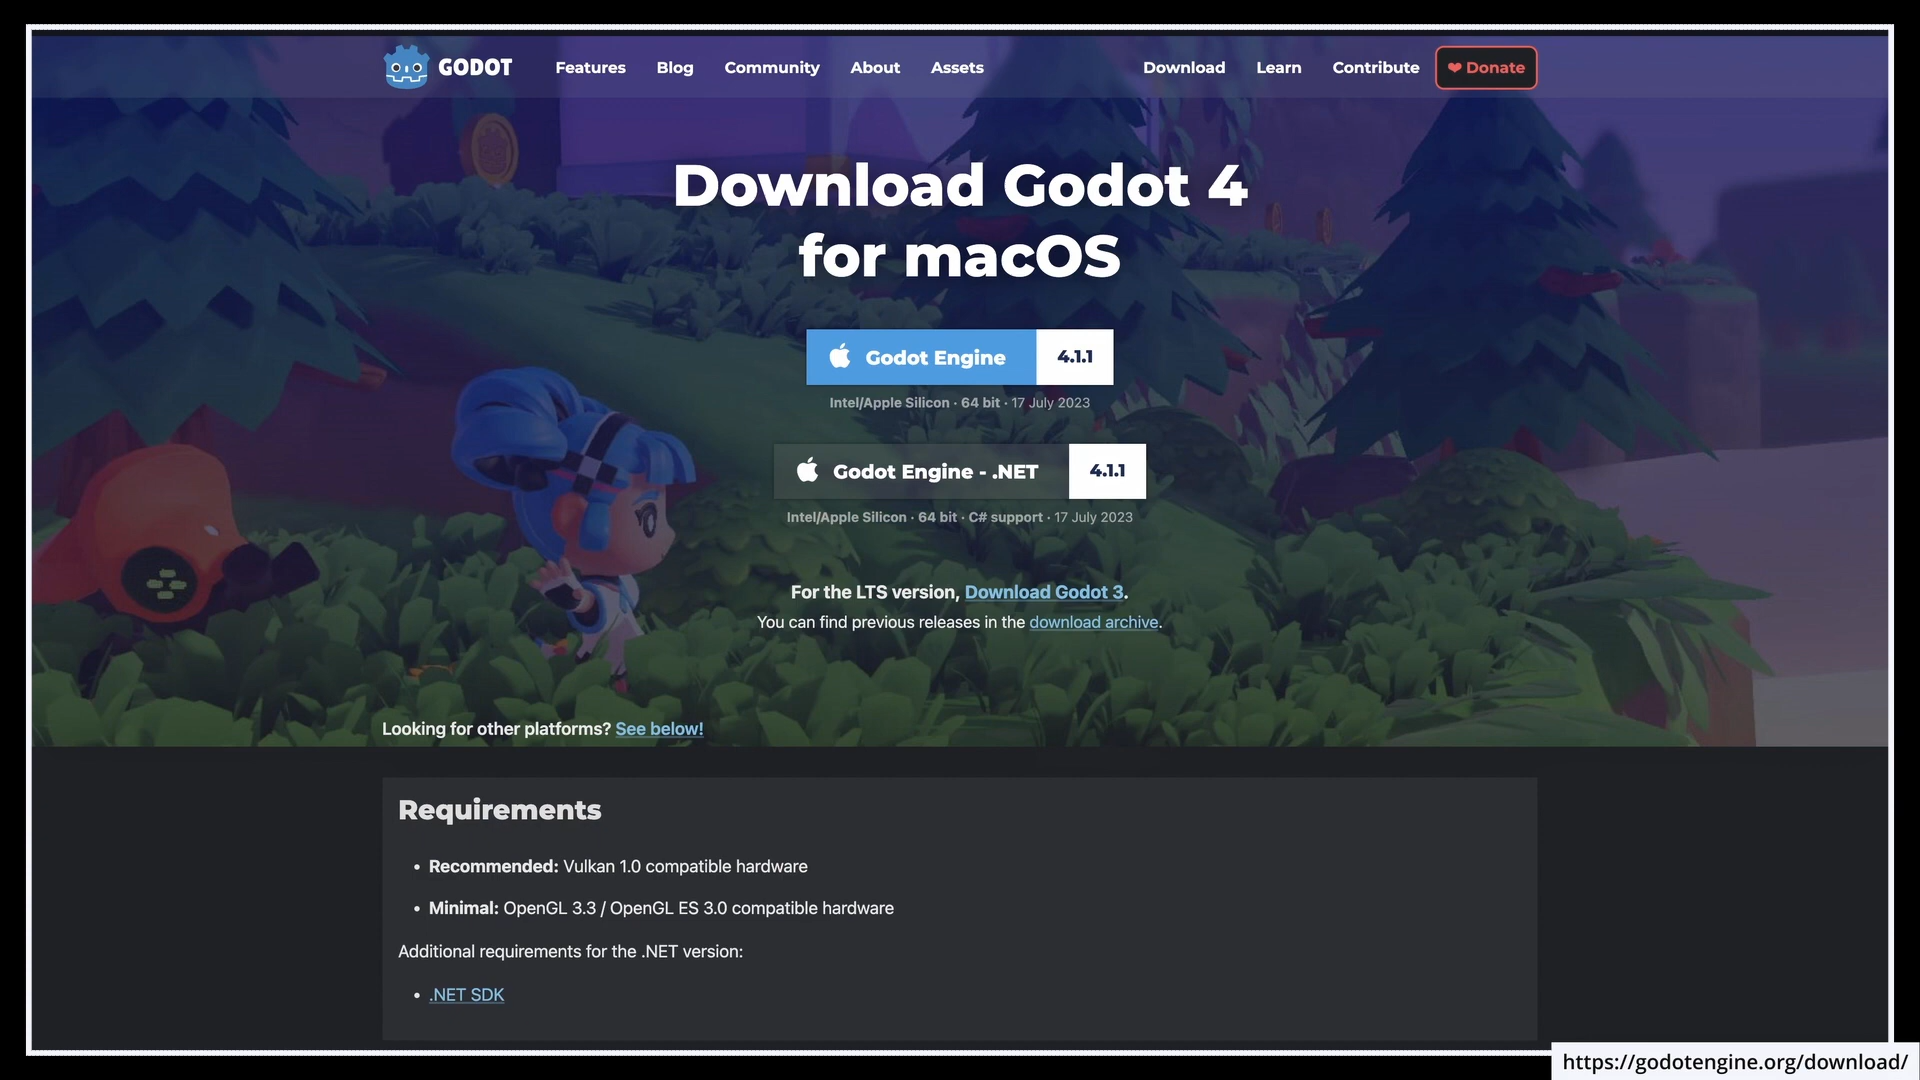 GODOT
Features
Blog
Community
About
Assets
Download
Learn
Contribute
❤ Donate
Download Godot 4
for macOS
Godot Engine
4.1.1
Intel/Apple Silicon · 64 bit · 17 July 2023
Godot Engine - .NET
4.1.1
Intel/Apple Silicon · 64 bit · C# support · 17 July 2023
For the LTS version, Download Godot 3.
You can find previous releases in the download archive.
Looking for other platforms? See below!
Requirements
• Recommended: Vulkan 1.0 compatible hardware
• Minimal: OpenGL 3.3 / OpenGL ES 3.0 compatible hardware
Additional requirements for the .NET version:
• .NET SDK
https://godotengine.org/download/